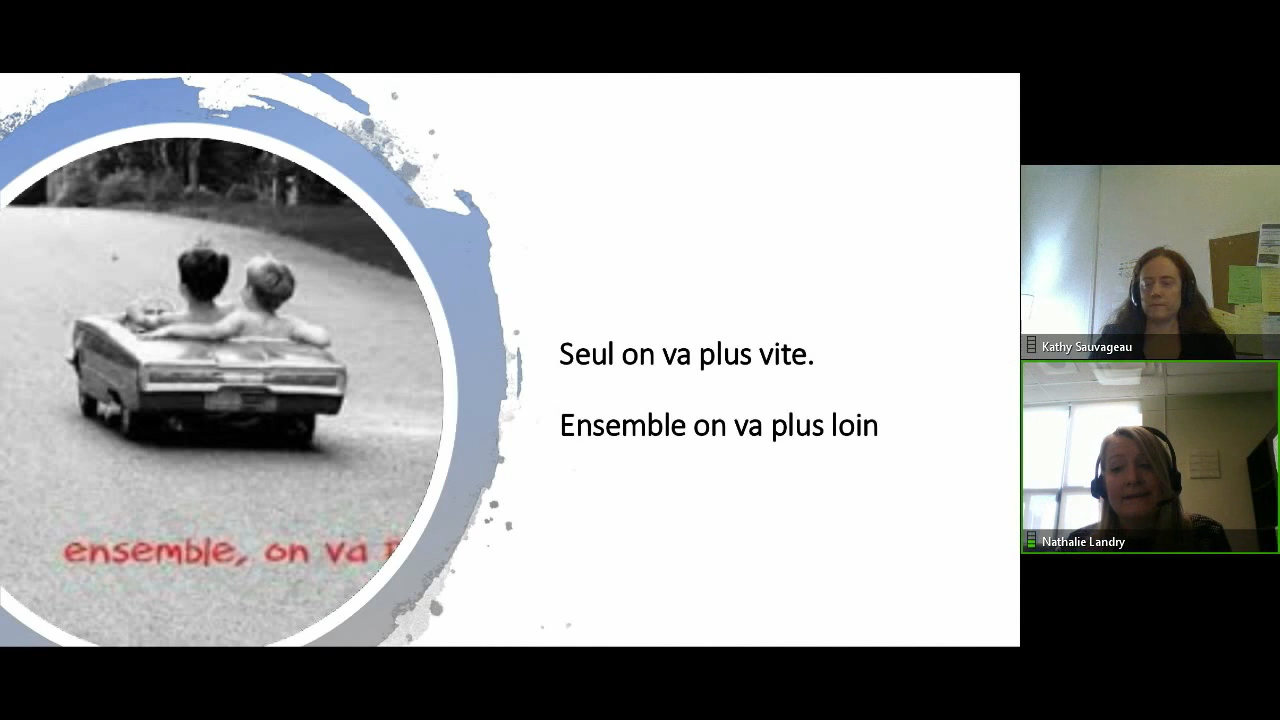 Seul on va plus vite.
Ensemble on va plus loin
ensemble, on va
Kathy Sauvageau
Nathalie Landry